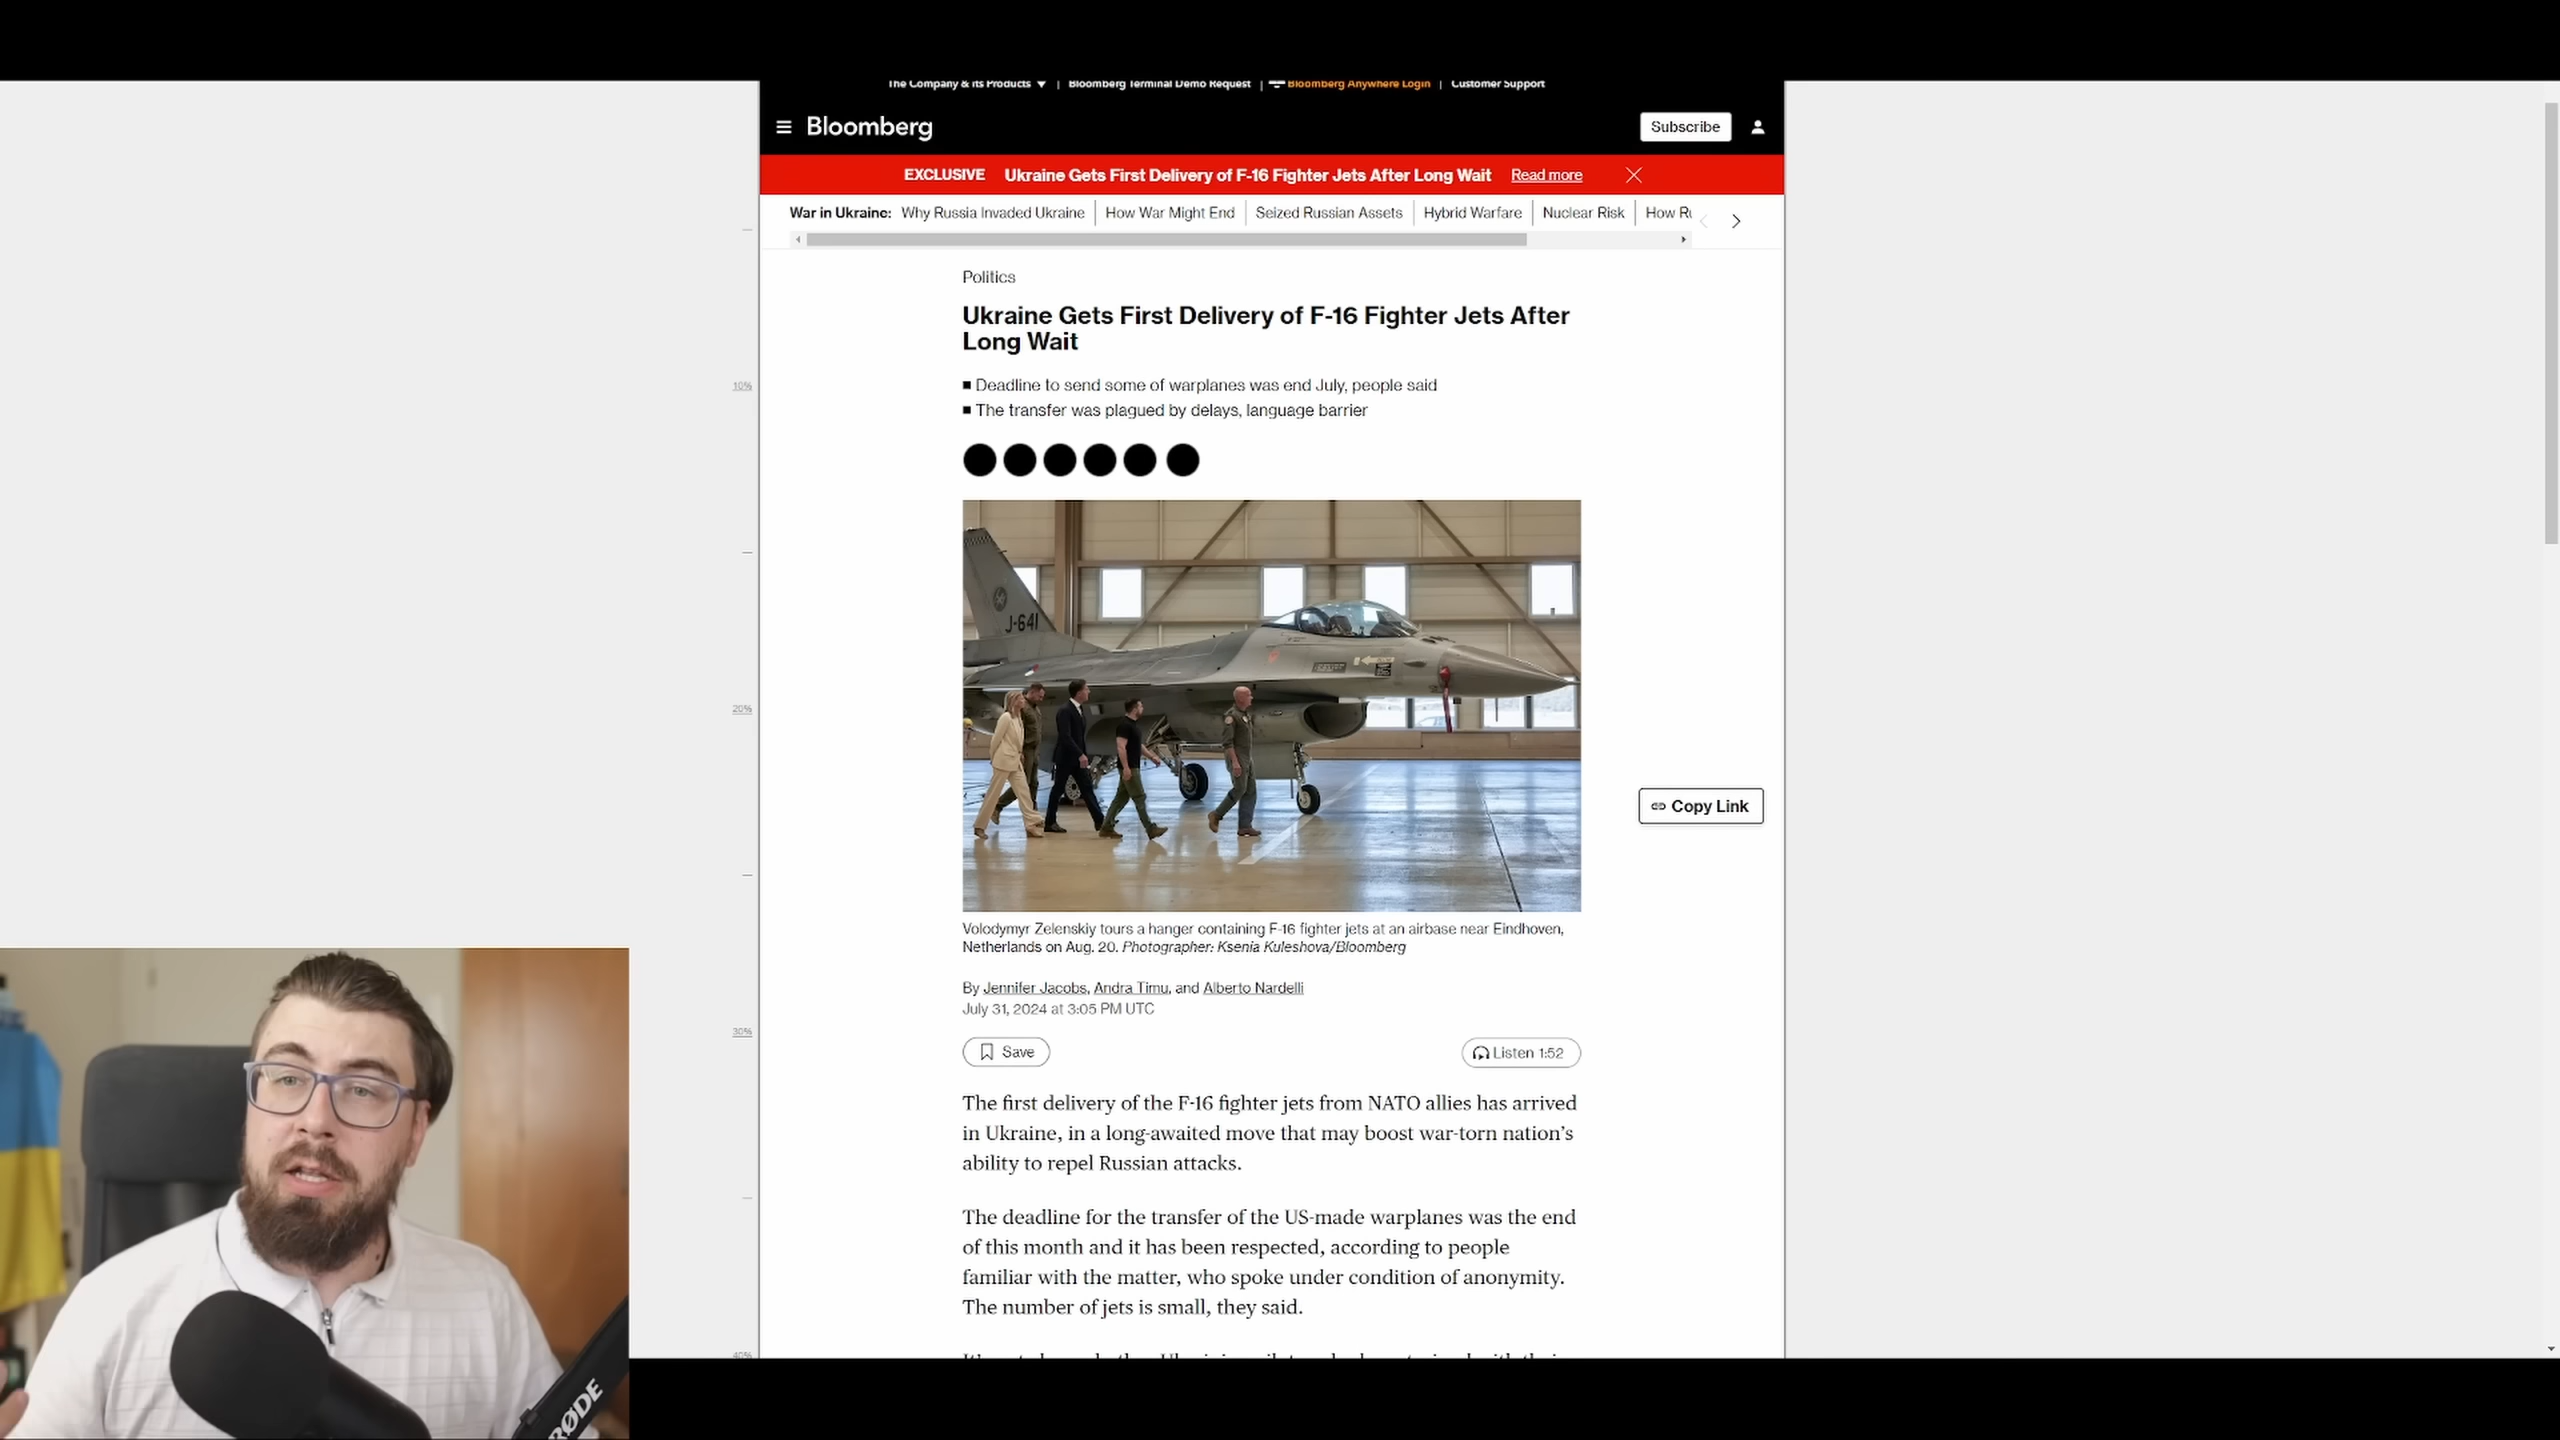 The Company & its Products | Bloomberg Terminal Demo Request | Bloomberg Anywhere Login | Customer Support
Bloomberg
Subscribe
EXCLUSIVE Ukraine Gets First Delivery of F-16 Fighter Jets After Long Wait Read more
War in Ukraine: Why Russia Invaded Ukraine | How War Might End | Seized Russian Assets | Hybrid Warfare | Nuclear Risk | How
Politics
Ukraine Gets First Delivery of F-16 Fighter Jets After
Long Wait
10%
Deadline to send some of warplanes was end July, people said
The transfer was plagued by delays, language barrier
J-641
20%
Copy Link
Volodymyr Zelenskiy tours a hanger containing F-16 fighter jets at an airbase near Eindhoven,
Netherlands on Aug. 20. Photographer: Ksenia Kuleshova/Bloomberg
By Jennifer Jacobs, Andra Timu, and Alberto Nardelli
July 31, 2024 at 3:05 PM UTC
30%
Save
Listen 1:52
The first delivery of the F-16 fighter jets from NATO allies has arrived
in Ukraine, in a long-awaited move that may boost war-torn nation's
ability to repel Russian attacks.
The deadline for the transfer of the US-made warplanes was the end
of this month and it has been respected, according to people
familiar with the matter, who spoke under condition of anonymity.
The number of jets is small, they said.
40%
RØDE